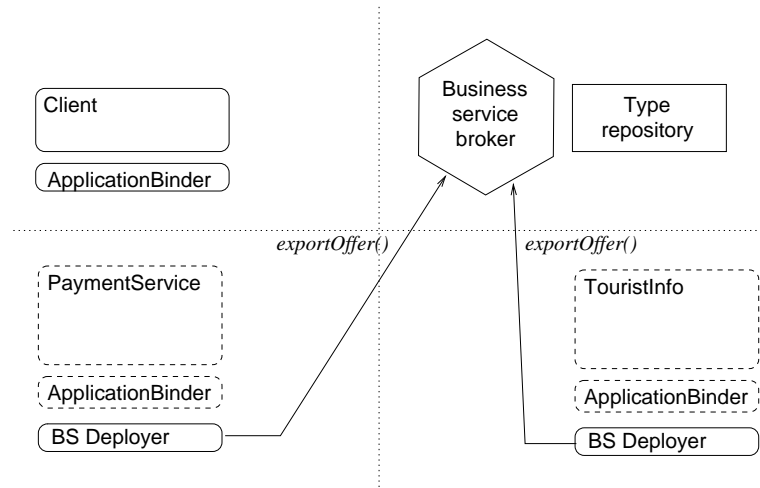 Client
ApplicationBinder
Business
service
broker
Type
repository
exportOffer()
exportOffer()
PaymentService
ApplicationBinder
BS Deployer
TouristInfo
ApplicationBinder
BS Deployer